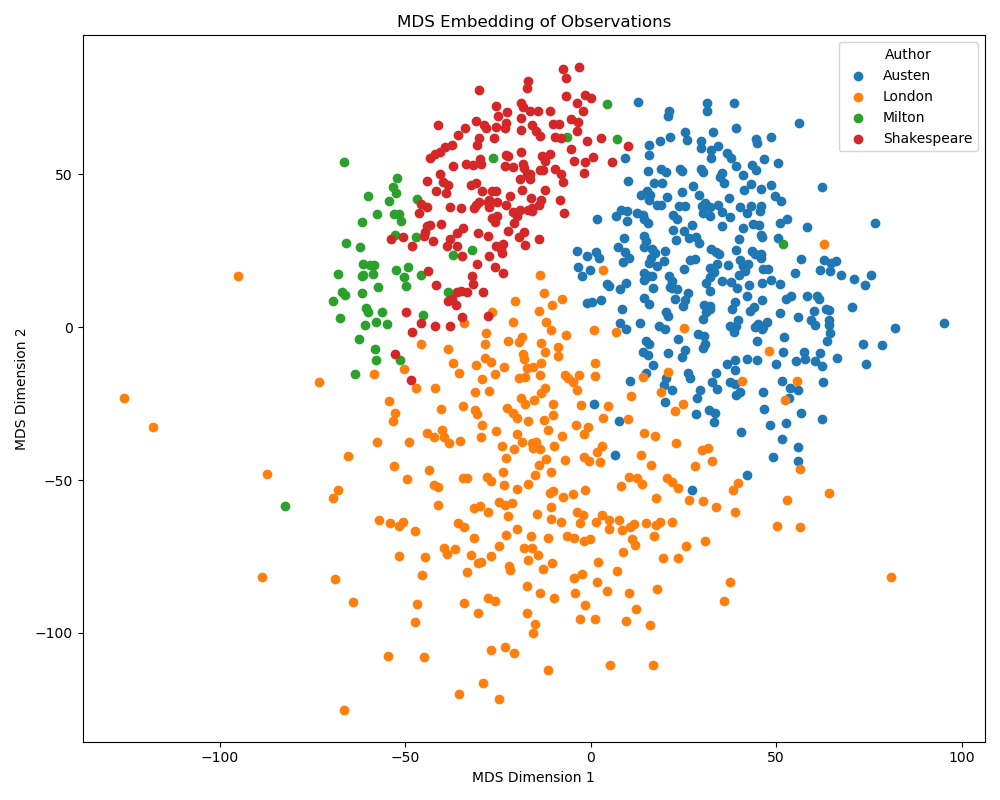 MDS Embedding of Observations
Author
Austen
London
Milton
Shakespeare
50
0
−50
−100
MDS Dimension 2
−100
−50
0
50
100
MDS Dimension 1